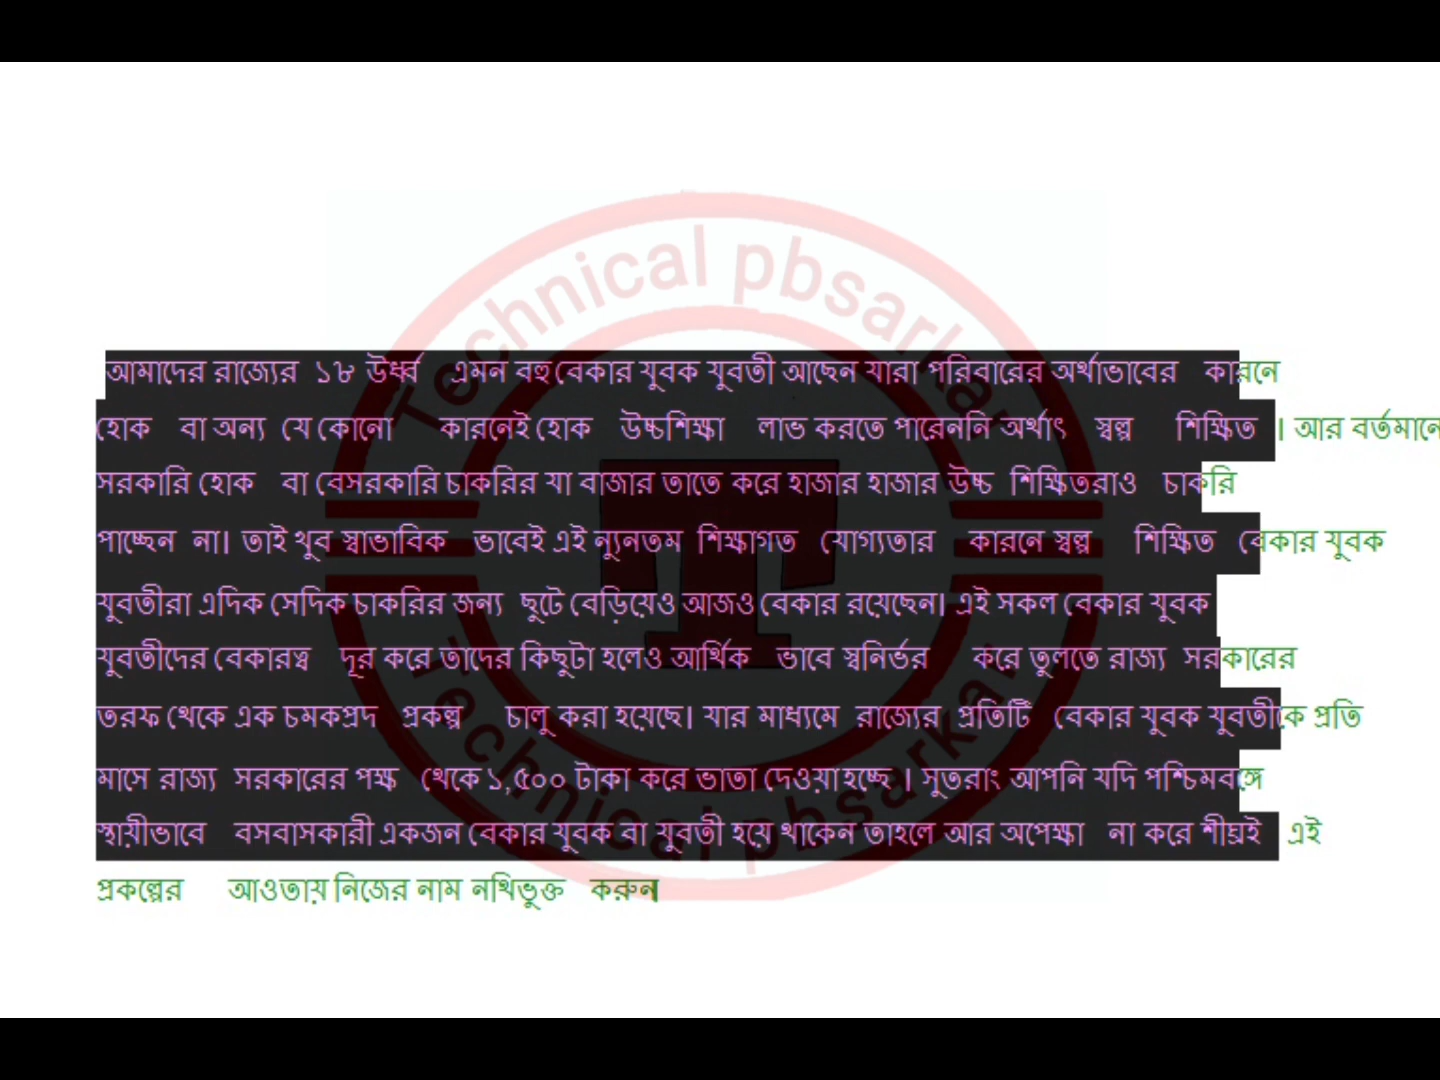 Technical pbsarkar
আমাদের রাজ্যের ১৮ উর্ধ্ব এমন বহু বেকার যুবক যুবতী আছেন যারা পরিবারের অর্থাভাবের কারনে
হোক বা অন্য যে কোনো কারনেই হোক উচ্চশিক্ষা লাভ করতে পারেননি অর্থাৎ স্বল্প শিক্ষিত । আর বর্তমানে
সরকারি হোক বা বেসরকারি চাকরির যা বাজার তাতে করে হাজার হাজার উচ্চ শিক্ষিতরাও চাকরি
পাচ্ছেন না। তাই খুব স্বাভাবিক ভাবেই এই ন্যুনতম শিক্ষাগত যোগ্যতার কারনে স্বল্প শিক্ষিত বেকার যুবক
যুবতীরা এদিক সেদিক চাকরির জন্য ছুটে বেড়িয়েও আজও বেকার রয়েছেন। এই সকল বেকার যুবক
যুবতীদের বেকারত্ব দূর করে তাদের কিছুটা হলেও আর্থিক ভাবে স্বনির্ভর করে তুলতে রাজ্য সরকারের
তরফ থেকে এক চমকপ্রদ প্রকল্প চালু করা হয়েছে। যার মাধ্যমে রাজ্যের প্রতিটি বেকার যুবক যুবতীকে প্রতি
মাসে রাজ্য সরকারের পক্ষ থেকে ১,৫০০ টাকা করে ভাতা দেওয়া হচ্ছে । সুতরাং আপনি যদি পশ্চিমবঙ্গে
স্থায়ীভাবে বসবাসকারী একজন বেকার যুবক বা যুবতী হয়ে থাকেন তাহলে আর অপেক্ষা না করে শীঘ্রই এই
প্রকল্পের আওতায় নিজের নাম নথিভুক্ত করুন
T
Technical pbsarkar